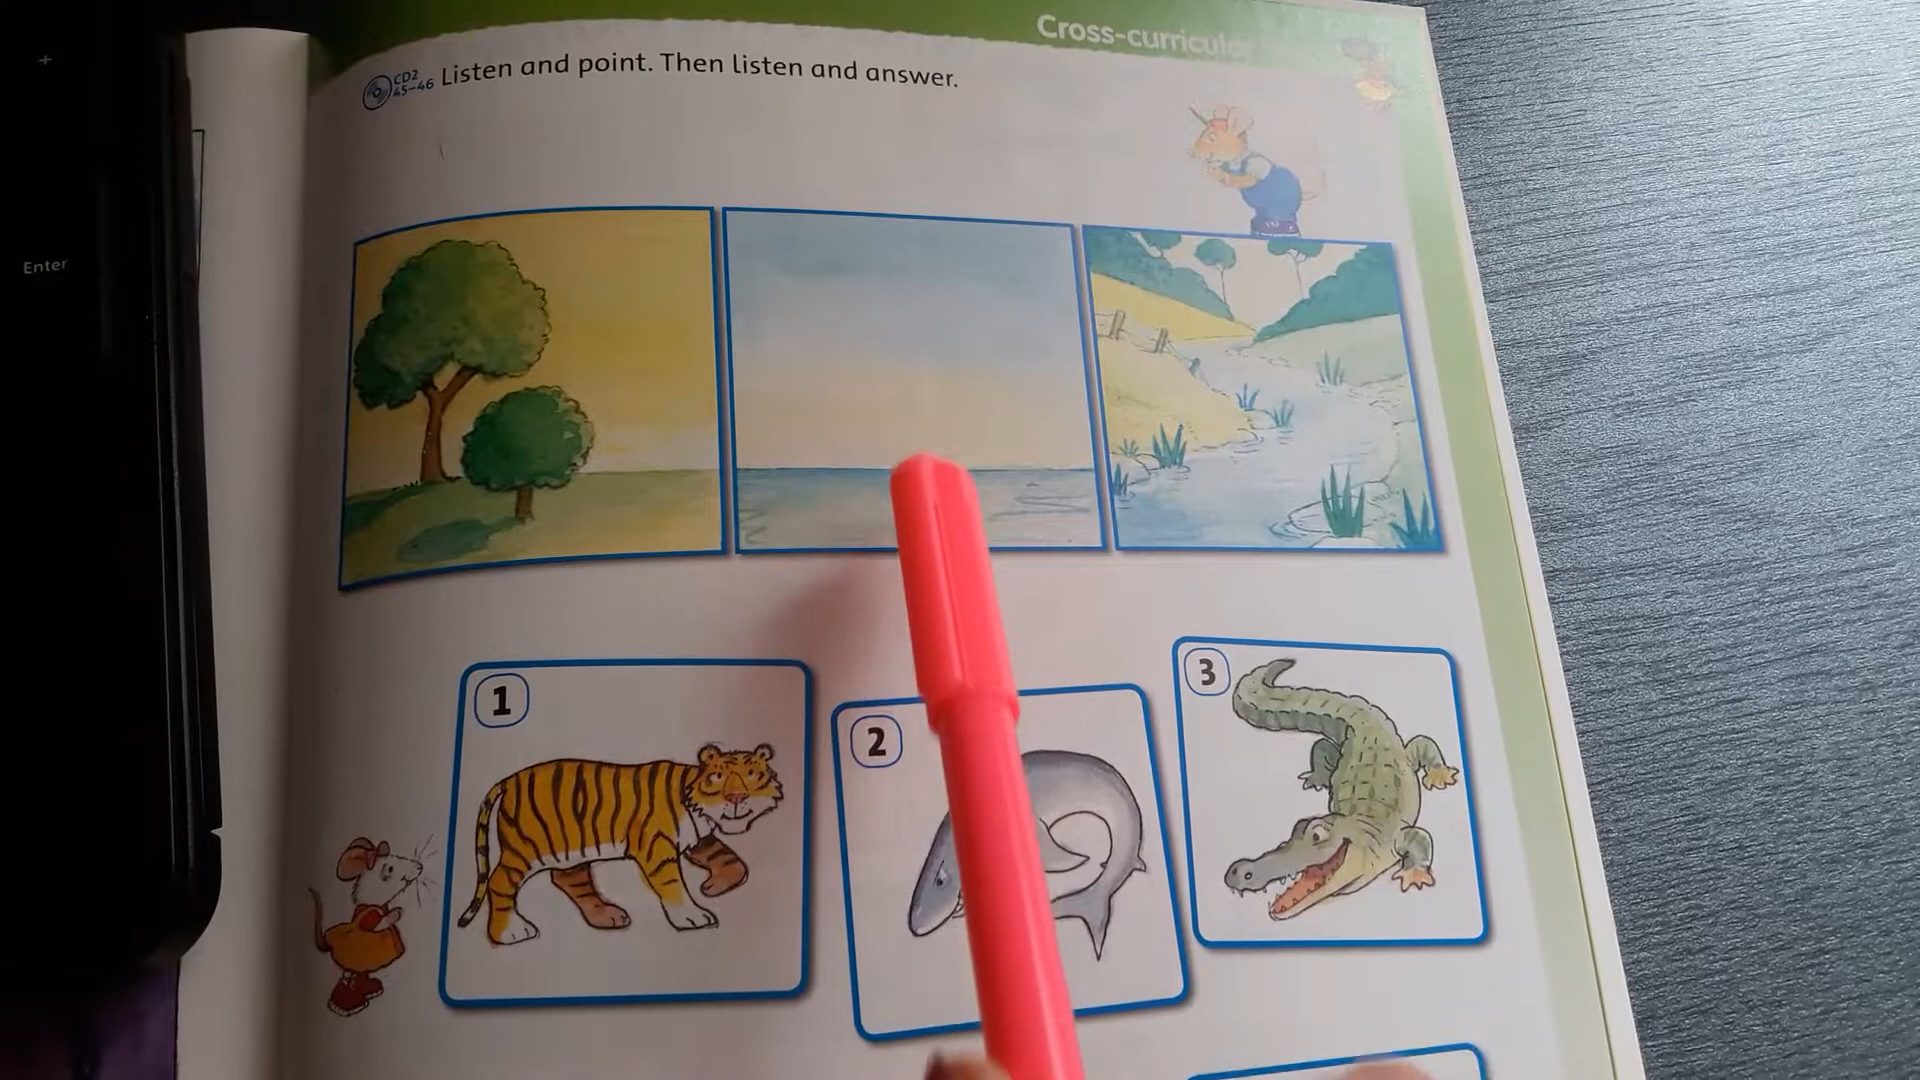 +
Enter
Cross-curricular
CD2
45–46 Listen and point. Then listen and answer.
1
2
3